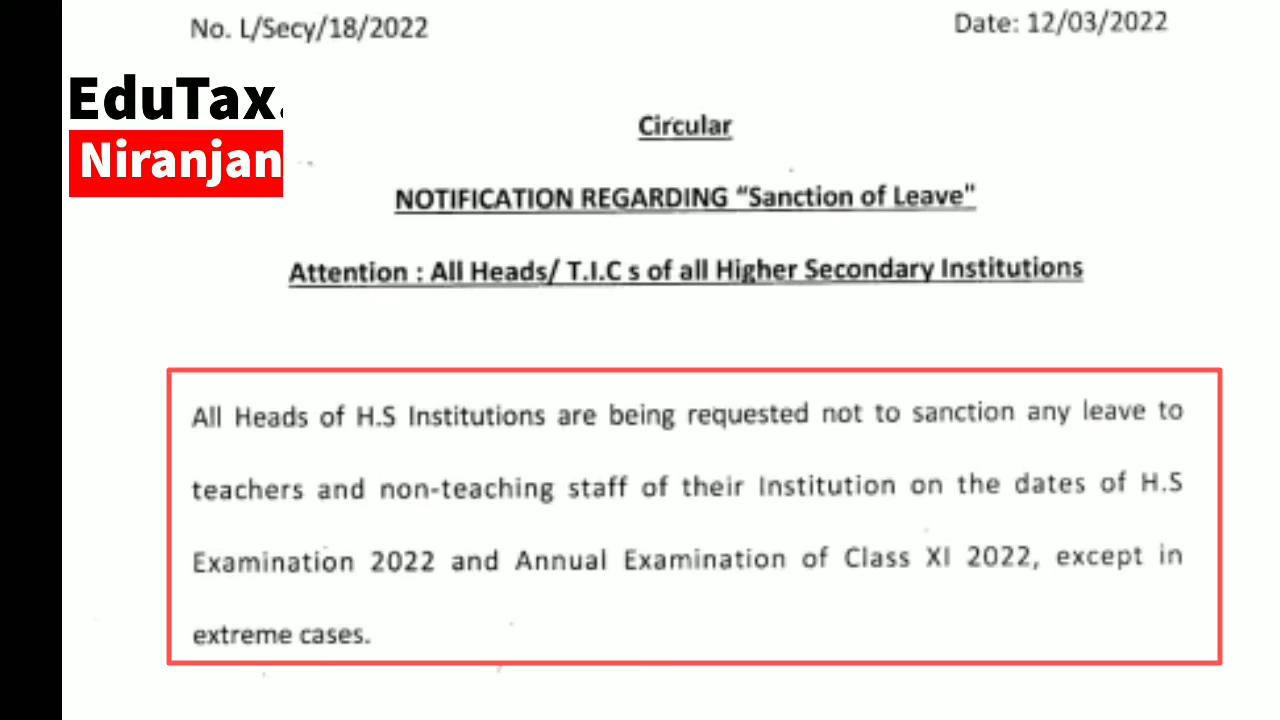 No. L/Secy/18/2022
Date: 12/03/2022
EduTax.
Niranjan
Circular
NOTIFICATION REGARDING “Sanction of Leave"
Attention : All Heads/ T.I.C s of all Higher Secondary Institutions
All Heads of H.S Institutions are being requested not to sanction any leave to
teachers and non-teaching staff of their Institution on the dates of H.S
Examination 2022 and Annual Examination of Class XI 2022, except in
extreme cases.